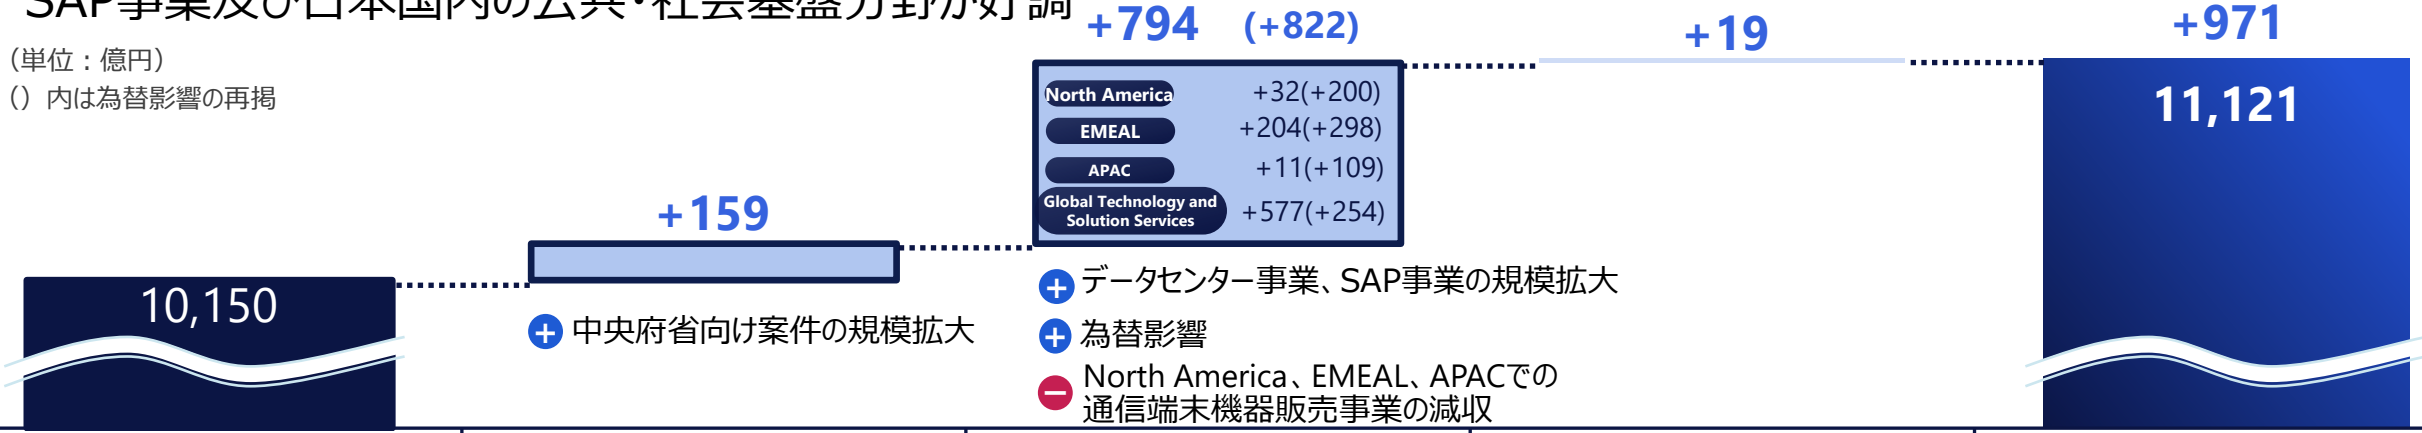 SAP事業及び日本国内の公共・社会基盤分野が好調
（単位：億円）
（）内は為替影響の再掲
10,150
+159
中央府省向け案件の規模拡大
+794 (+822)
North America +32(+200)
EMEAL +204(+298)
APAC +11(+109)
Global Technology and
Solution Services +577(+254)
データセンター事業、SAP事業の規模拡大
為替影響
North America、EMEAL、APACでの
通信端末機器販売事業の減収
+19
+971
11,121